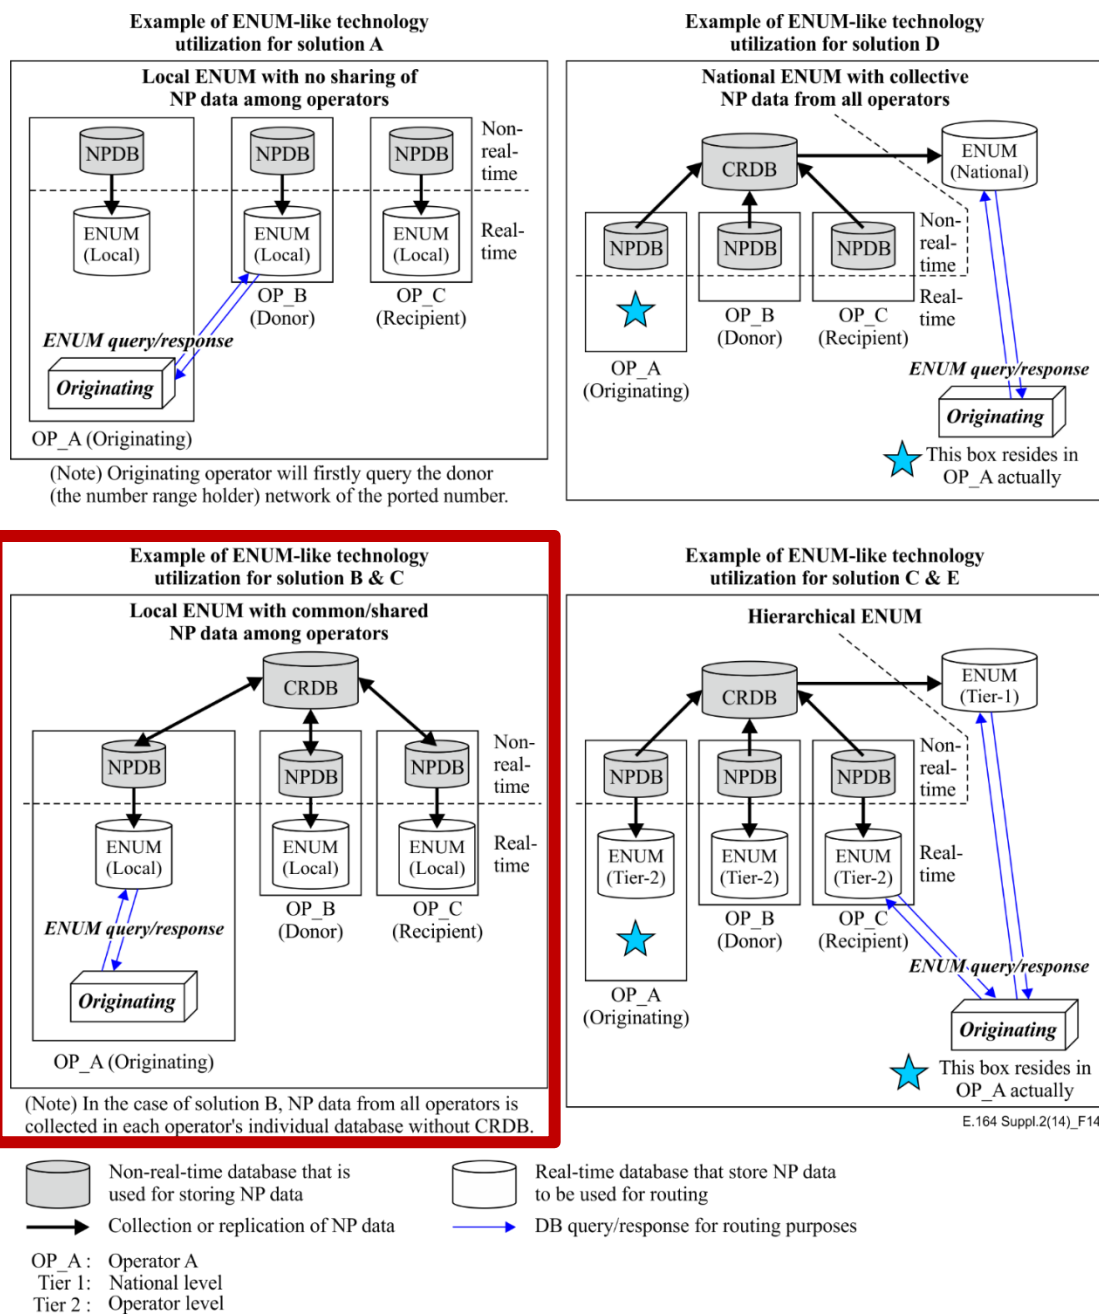 Example of ENUM-like technology
utilization for solution A
Local ENUM with no sharing of
NP data among operators
NPDB
NPDB
NPDB
Non-
real-
time
ENUM
(Local)
ENUM
(Local)
ENUM
(Local)
Real-
time
OP_B
(Donor)
OP_C
(Recipient)
ENUM query/response
Originating
OP_A (Originating)
(Note) Originating operator will firstly query the donor
(the number range holder) network of the ported number.
Example of ENUM-like technology
utilization for solution D
National ENUM with collective
NP data from all operators
CRDB
ENUM
(National)
Non-
real-
time
NPDB
NPDB
NPDB
Real-
time
OP_B
(Donor)
OP_C
(Recipient)
OP_A
(Originating)
ENUM query/response
Originating
This box resides in
OP_A actually
Example of ENUM-like technology
utilization for solution B & C
Local ENUM with common/shared
NP data among operators
CRDB
NPDB
NPDB
NPDB
Non-
real-
time
ENUM
(Local)
ENUM
(Local)
ENUM
(Local)
Real-
time
OP_B
(Donor)
OP_C
(Recipient)
ENUM query/response
Originating
OP_A (Originating)
(Note) In the case of solution B, NP data from all operators is
collected in each operator's individual database without CRDB.
Example of ENUM-like technology
utilization for solution C & E
Hierarchical ENUM
CRDB
ENUM
(Tier-1)
NPDB
NPDB
NPDB
Non-
real-
time
ENUM
(Tier-2)
ENUM
(Tier-2)
ENUM
(Tier-2)
Real-
time
OP_B
(Donor)
OP_C
(Recipient)
OP_A
(Originating)
ENUM query/response
Originating
This box resides in
OP_A actually
E.164 Suppl.2(14)_F14
Non-real-time database that is
used for storing NP data
Real-time database that store NP data
to be used for routing
Collection or replication of NP data
DB query/response for routing purposes
OP_A : Operator A
Tier 1: National level
Tier 2 : Operator level